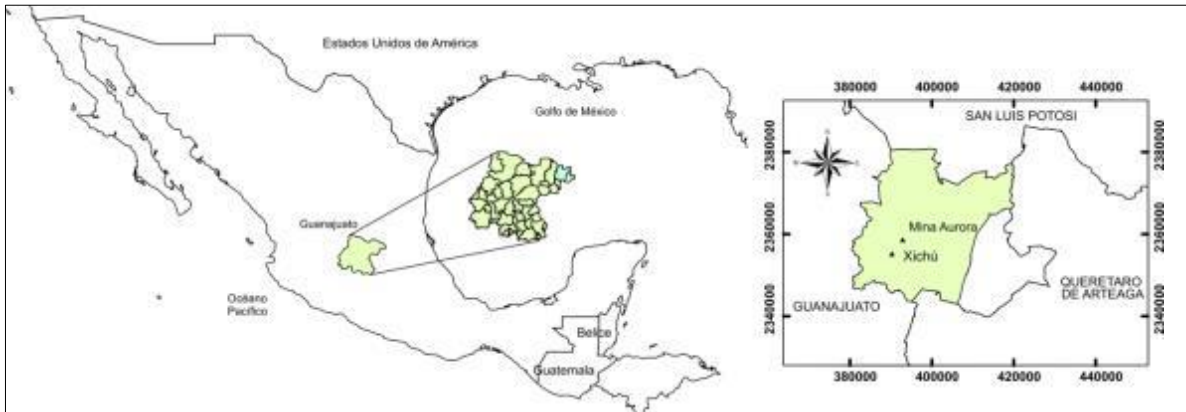 Estados Unidos de América
Golfo de México
Guanajuato
Océano
Pacífico
Belice
Guatemala
380000 400000 420000 440000
SAN LUIS POTOSI
2380000 2380000
Mina Aurora
2360000 2360000
Xichú
QUERETARO
DE ARTEAGA
GUANAJUATO
2340000 2340000
380000 400000 420000 440000